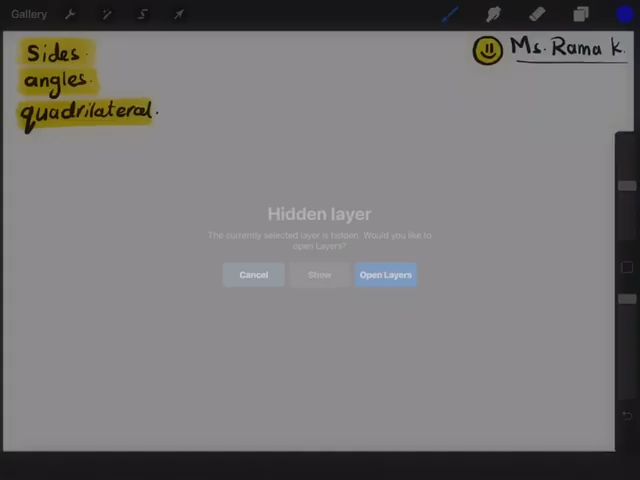 Gallery
Sides.
angles.
quadrilateral.
Ms. Rama K.
Hidden layer
The currently selected layer is hidden. Would you like to
open Layers?
Cancel Show Open Layers